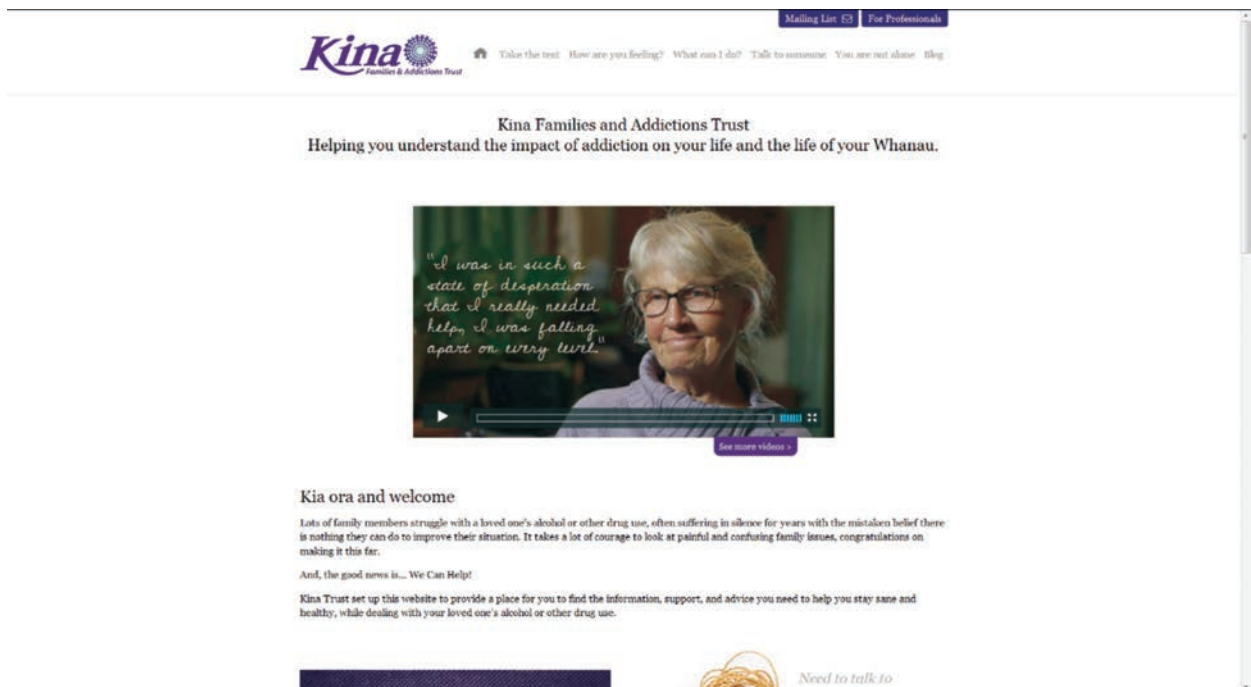 Mailing List
For Professionals
Kina
Families & Addictions Trust
Take the test How are you feeling? What can I do? Talk to someone You are not alone Blog
Kina Families and Addictions Trust
Helping you understand the impact of addiction on your life and the life of your Whanau.
"I was in such a
state of desperation
that I really needed
help, I was falling
apart on every level."
See more videos >
Kia ora and welcome
Lots of family members struggle with a loved one's alcohol or other drug use, often suffering in silence for years with the mistaken belief there
is nothing they can do to improve their situation. It takes a lot of courage to look at painful and confusing family issues, congratulations on
making it this far.
And, the good news is... We Can Help!
Kina Trust set up this website to provide a place for you to find the information, support, and advice you need to help you stay sane and
healthy, while dealing with your loved one's alcohol or other drug use.
Need to talk to